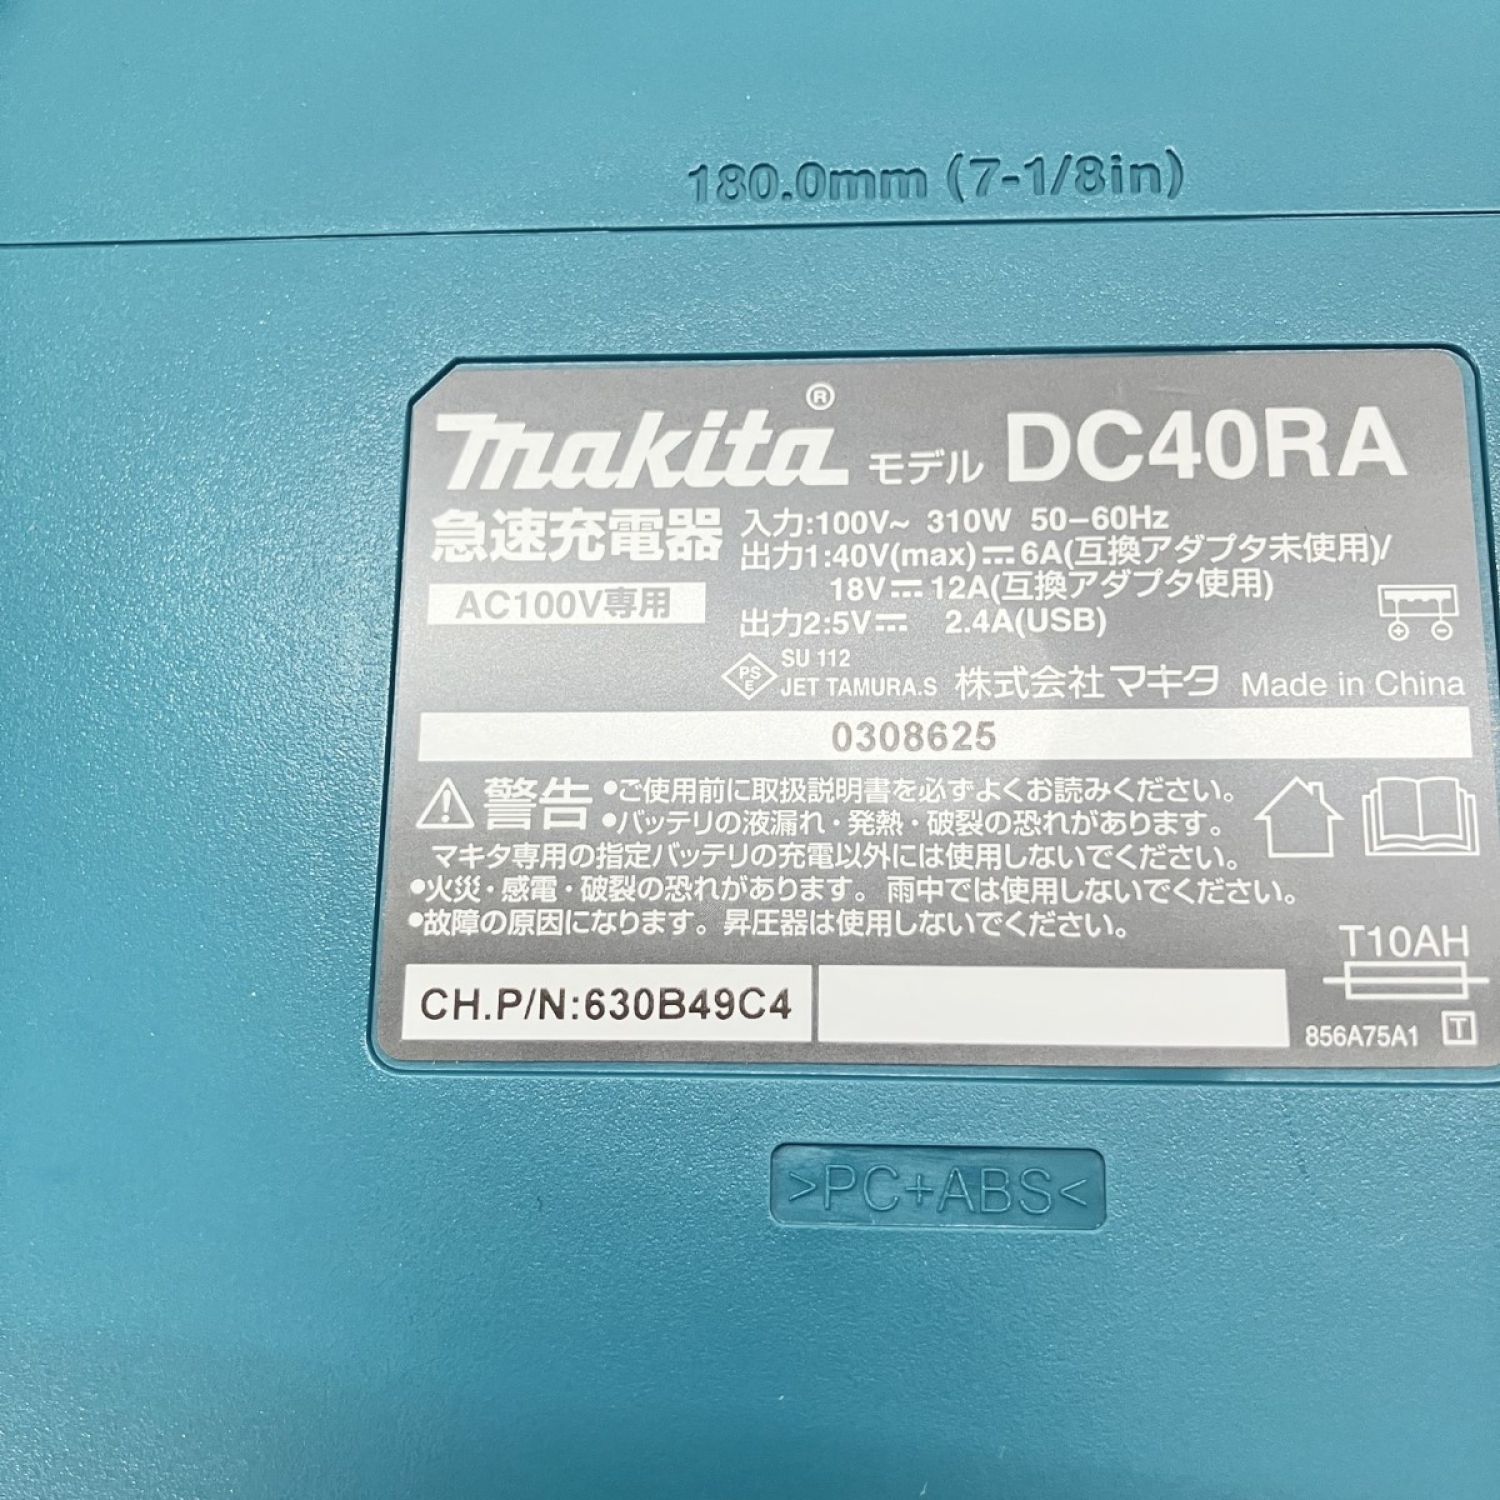 180.0mm (7-1/8in)
makita® モデル DC40RA
急速充電器
AC100V専用
入力:100V~ 310W 50-60Hz
出力1:40V(max)⎓6A(互換アダプタ未使用)/
18V⎓12A(互換アダプタ使用)
出力2:5V⎓ 2.4A(USB)
PSE SU 112
JET TAMURA.S 株式会社マキタ Made in China
0308625
警告 •ご使用前に取扱説明書を必ずよくお読みください。
•バッテリの液漏れ・発熱・破裂の恐れがあります。
マキタ専用の指定バッテリの充電以外には使用しないでください。
•火災・感電・破裂の恐れがあります。雨中では使用しないでください。
•故障の原因になります。昇圧器は使用しないでください。
T10AH
CH.P/N:630B49C4
856A75A1 T
>PC+ABS<